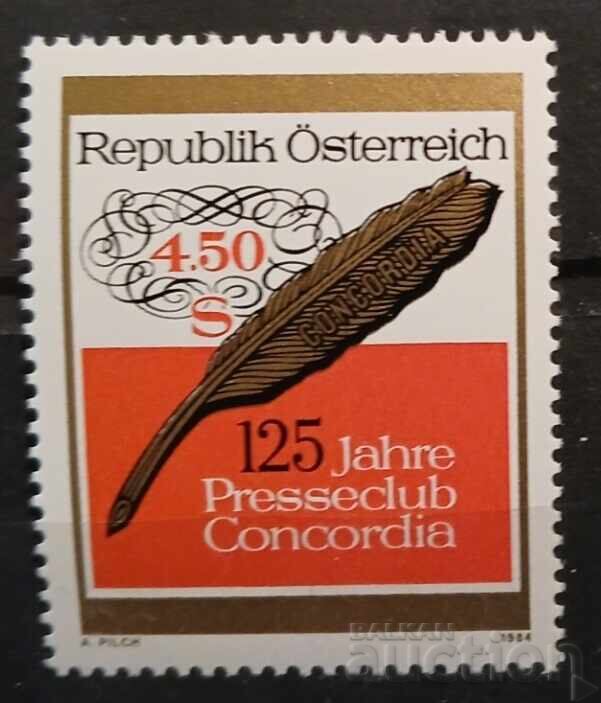 Republik Österreich
4.50
S
CONCORDIA
125 Jahre
Presseclub
Concordia
A. PILCH
1984
BALKAN
auction